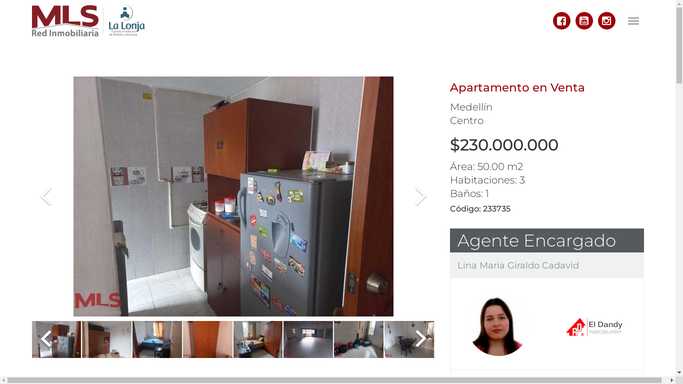 MLS
Red Inmobiliaria
La Lonja
Apartamento en Venta
Medellín
Centro
$230.000.000
Área: 50.00 m2
Habitaciones: 3
Baños: 1
Código: 233735
MLS
Agente Encargado
Lina Maria Giraldo Cadavid
El Dandy